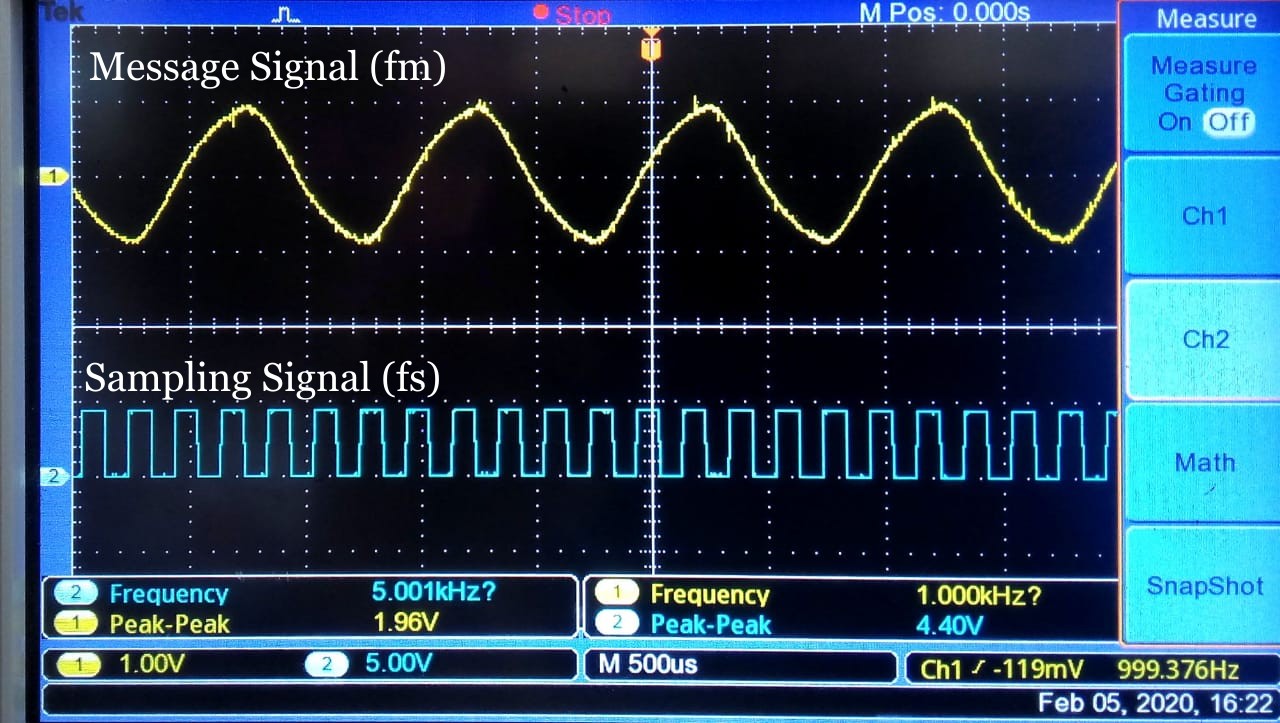 Tek
Stop
M Pos: 0.000s
Measure
Message Signal (fm)
Measure
Gating
On Off
1
Ch1
Ch2
Sampling Signal (fs)
Math
2
SnapShot
2 Frequency 5.001kHz?
1 Peak-Peak 1.96V
1 Frequency 1.000kHz?
2 Peak-Peak 4.40V
1 1.00V 2 5.00V
M 500us
Ch1 -119mV 999.376Hz
Feb 05, 2020, 16:22